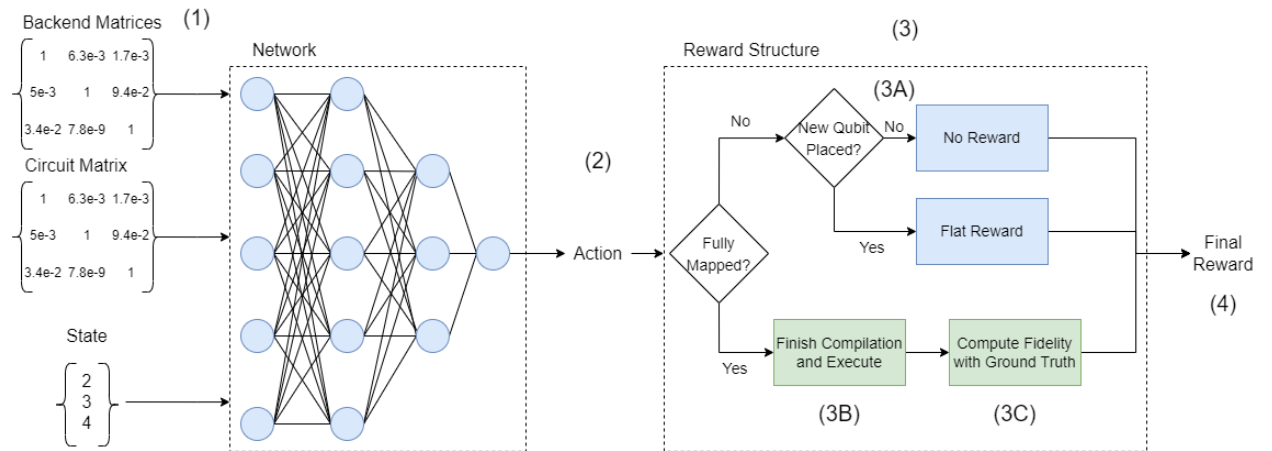 Backend Matrices
(1)
1 6.3e-3 1.7e-3
5e-3 1 9.4e-2
3.4e-2 7.8e-9 1
Circuit Matrix
1 6.3e-3 1.7e-3
5e-3 1 9.4e-2
3.4e-2 7.8e-9 1
State
2
3
4
Network
(2)
Action
(3)
Reward Structure
Fully
Mapped?
No
(3A)
New Qubit
Placed?
No
No Reward
Yes
Flat Reward
Yes
Finish Compilation
and Execute
(3B)
Compute Fidelity
with Ground Truth
(3C)
Final
Reward
(4)